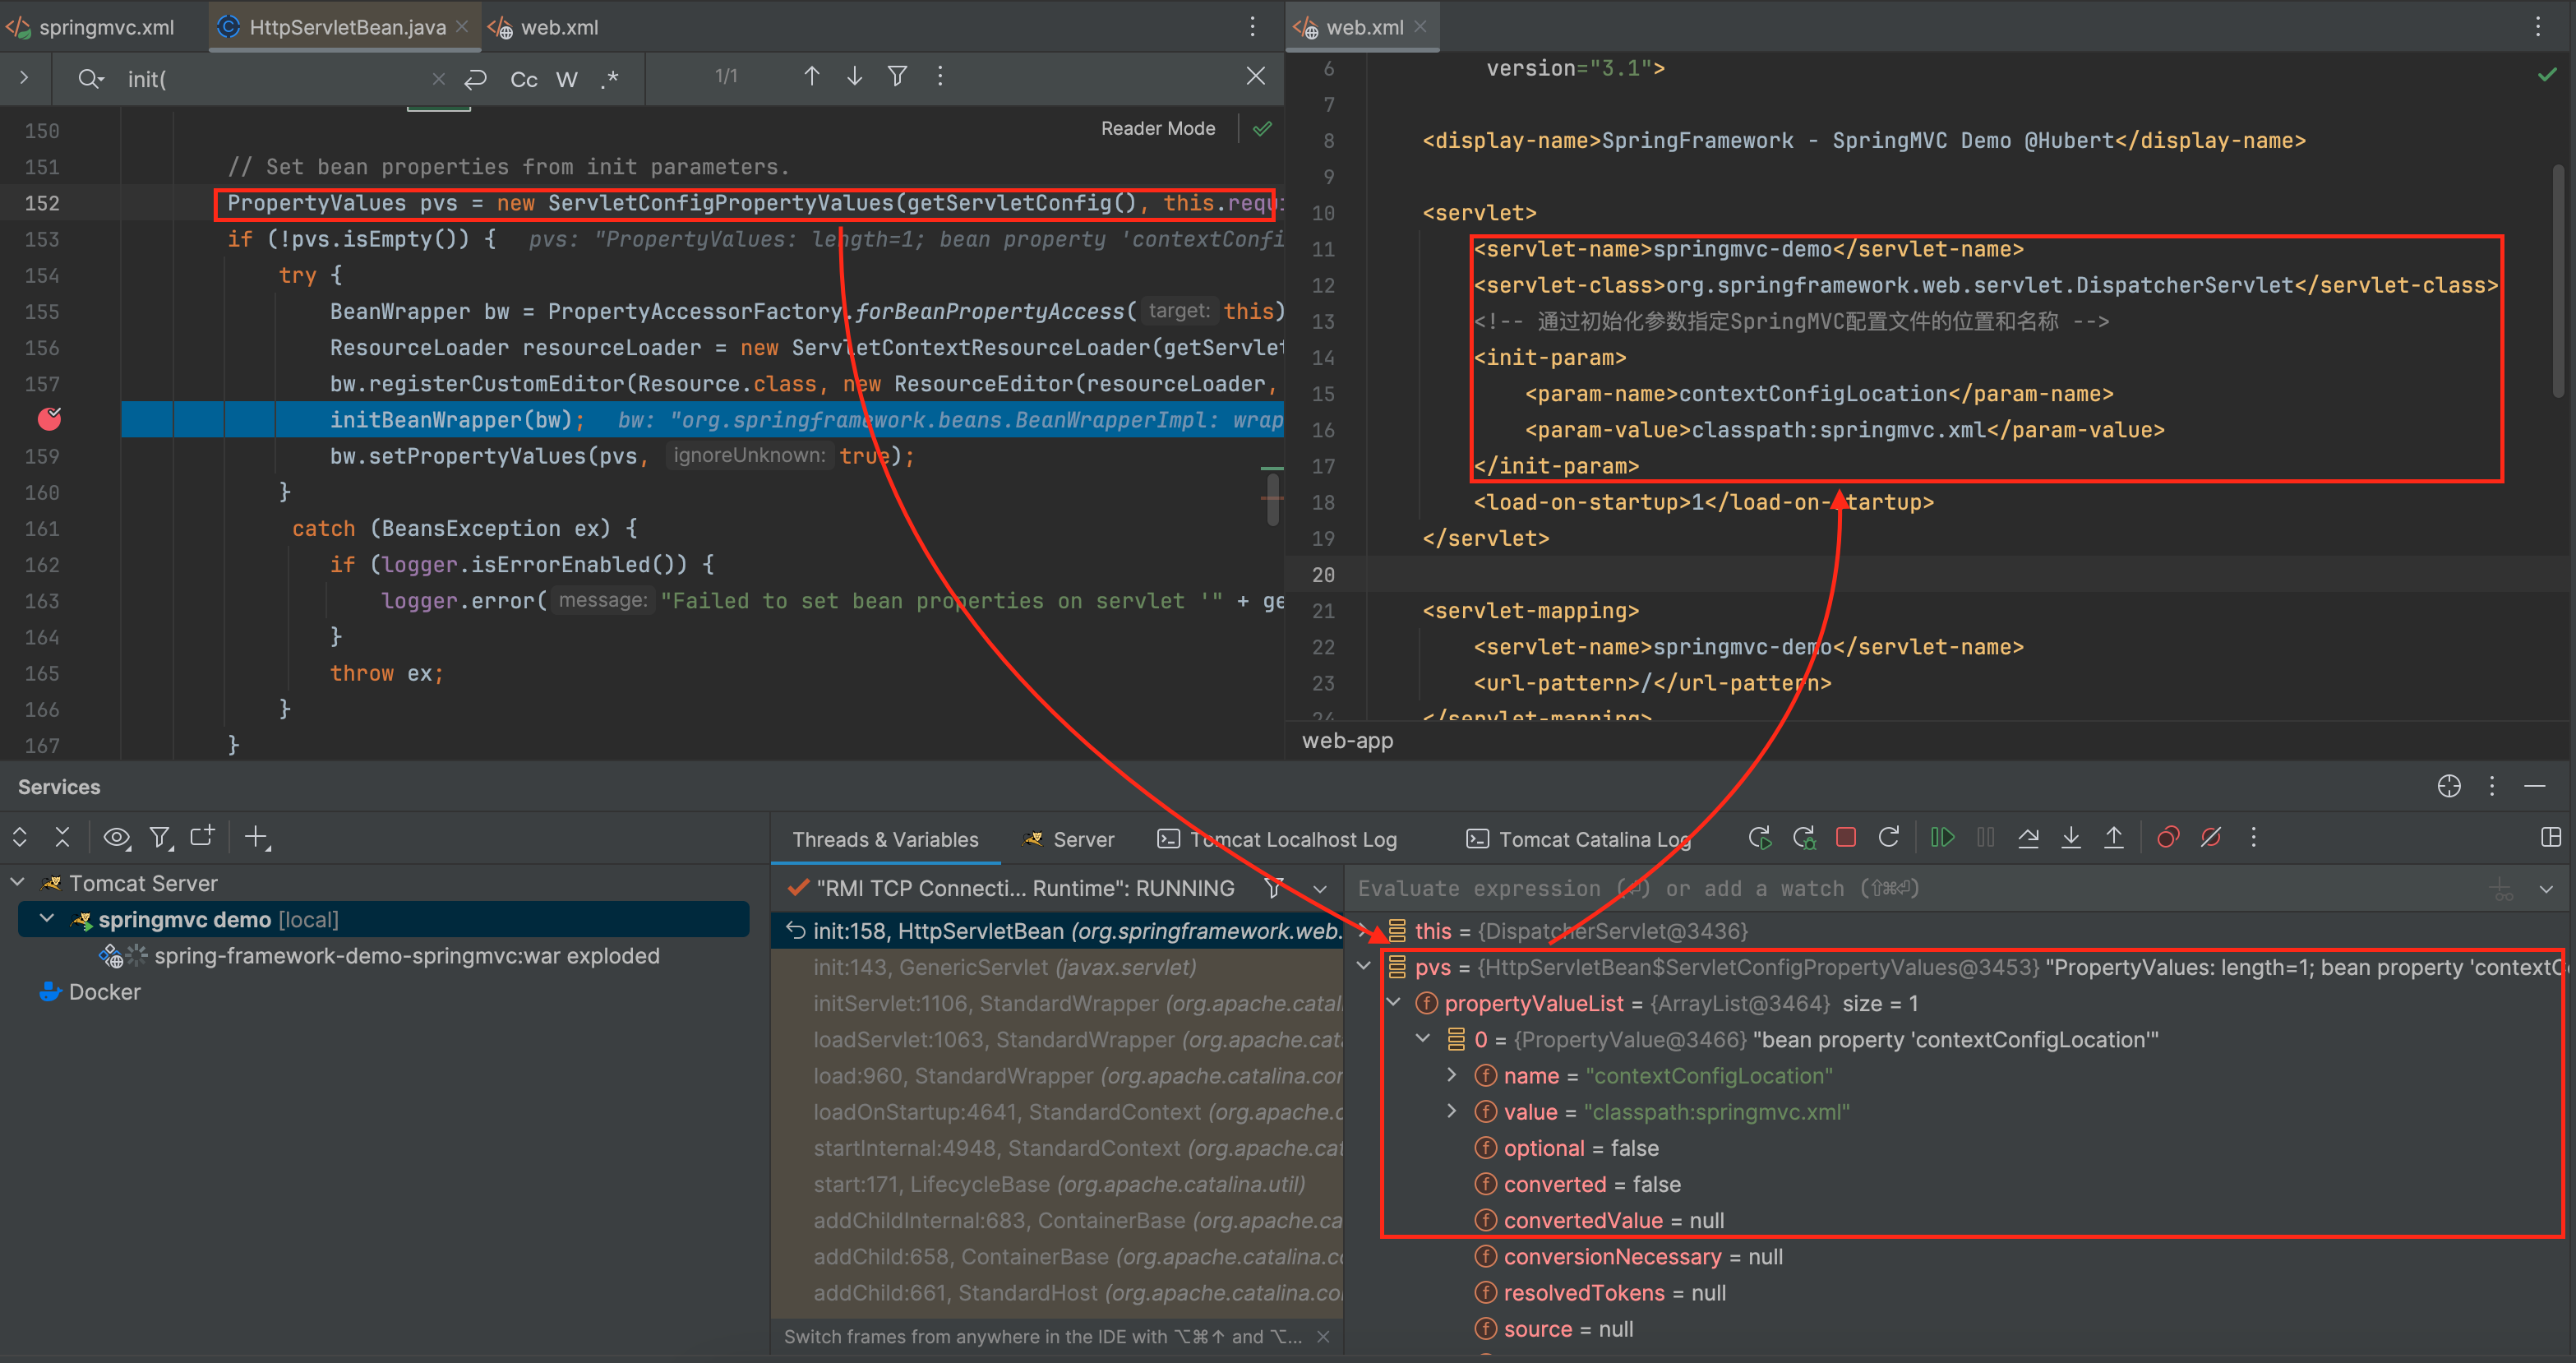 springmvc.xml
HttpServletBean.java
web.xml
init(
Cc W .*
1/1
Reader Mode
150
151 // Set bean properties from init parameters.
152 PropertyValues pvs = new ServletConfigPropertyValues(getServletConfig(), this.requi
153 if (!pvs.isEmpty()) { pvs: "PropertyValues: length=1; bean property 'contextConfi
154 try {
155 BeanWrapper bw = PropertyAccessorFactory.forBeanPropertyAccess( target: this)
156 ResourceLoader resourceLoader = new ServletContextResourceLoader(getServlet
157 bw.registerCustomEditor(Resource.class, new ResourceEditor(resourceLoader,
initBeanWrapper(bw); bw: "org.springframework.beans.BeanWrapperImpl: wrap
159 bw.setPropertyValues(pvs, ignoreUnknown: true);
160 }
161 catch (BeansException ex) {
162 if (logger.isErrorEnabled()) {
163 logger.error( message: "Failed to set bean properties on servlet '" + ge
164 }
165 throw ex;
166 }
167 }
web.xml
6 version="3.1">
7
8 <display-name>SpringFramework - SpringMVC Demo @Hubert</display-name>
9
10 <servlet>
11 <servlet-name>springmvc-demo</servlet-name>
12 <servlet-class>org.springframework.web.servlet.DispatcherServlet</servlet-class>
13 <!-- 通过初始化参数指定SpringMVC配置文件的位置和名称 -->
14 <init-param>
15 <param-name>contextConfigLocation</param-name>
16 <param-value>classpath:springmvc.xml</param-value>
17 </init-param>
18 <load-on-startup>1</load-on-startup>
19 </servlet>
20
21 <servlet-mapping>
22 <servlet-name>springmvc-demo</servlet-name>
23 <url-pattern>/</url-pattern>
24 </servlet-mapping>
web-app
Services
Tomcat Server
springmvc demo [local]
spring-framework-demo-springmvc:war exploded
Docker
Threads & Variables
Server
Tomcat Localhost Log
Tomcat Catalina Log
"RMI TCP Connecti... Runtime": RUNNING
init:158, HttpServletBean (org.springframework.web.
init:143, GenericServlet (javax.servlet)
initServlet:1106, StandardWrapper (org.apache.catal
loadServlet:1063, StandardWrapper (org.apache.cat
load:960, StandardWrapper (org.apache.catalina.cor
loadOnStartup:4641, StandardContext (org.apache.c
startInternal:4948, StandardContext (org.apache.cat
start:171, LifecycleBase (org.apache.catalina.util)
addChildInternal:683, ContainerBase (org.apache.ca
addChild:658, ContainerBase (org.apache.catalina.co
addChild:661, StandardHost (org.apache.catalina.co
Switch frames from anywhere in the IDE with ⌥⌘↑ and ⌥...
Evaluate expression (⏎) or add a watch (⇧⌘⏎)
this = {DispatcherServlet@3436}
pvs = {HttpServletBean$ServletConfigPropertyValues@3453} "PropertyValues: length=1; bean property 'contextCo
propertyValueList = {ArrayList@3464} size = 1
0 = {PropertyValue@3466} "bean property 'contextConfigLocation'"
name = "contextConfigLocation"
value = "classpath:springmvc.xml"
optional = false
converted = false
convertedValue = null
conversionNecessary = null
resolvedTokens = null
source = null